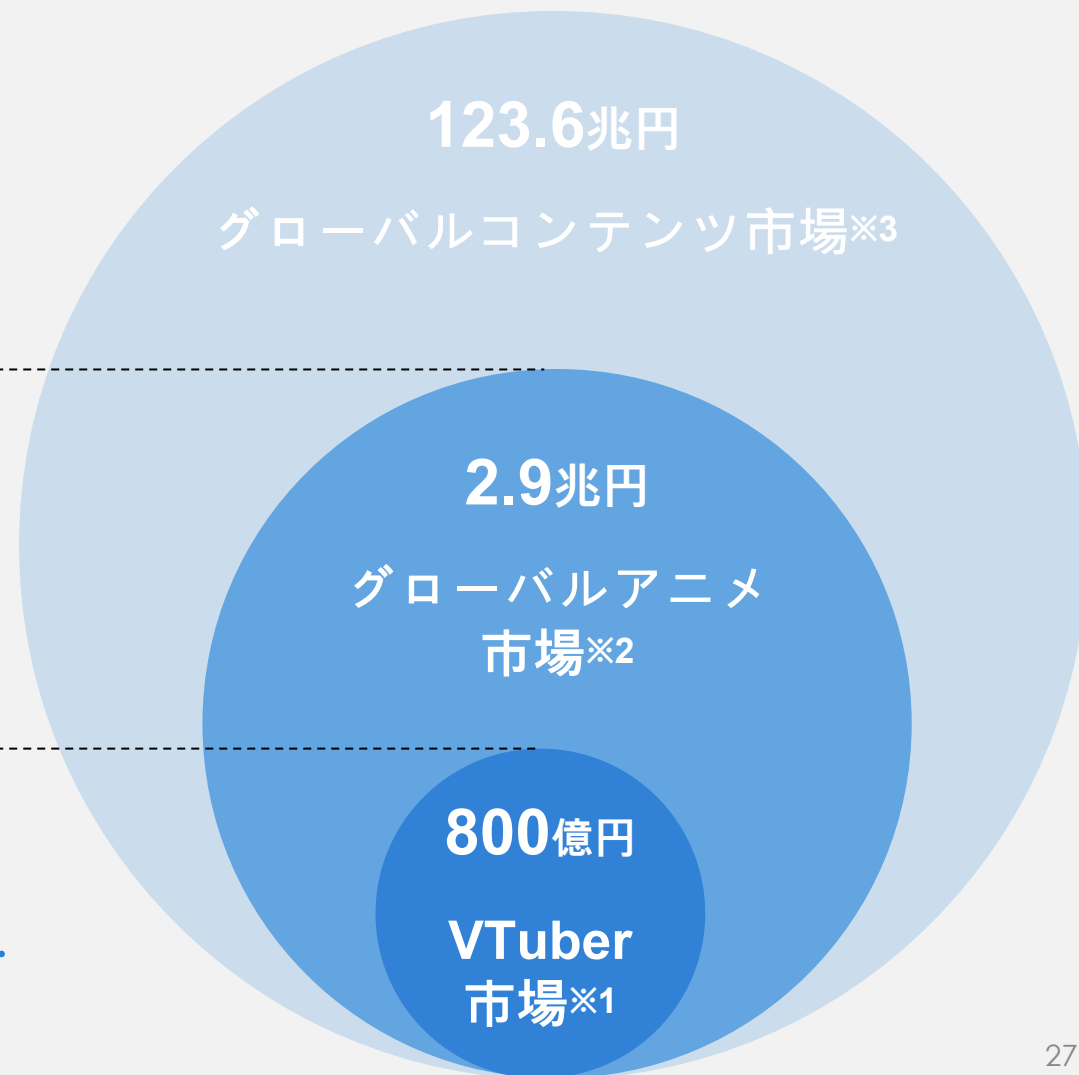 123.6兆円
グローバルコンテンツ市場※3
2.9兆円
グローバルアニメ
市場※2
800億円
VTuber
市場※1
27